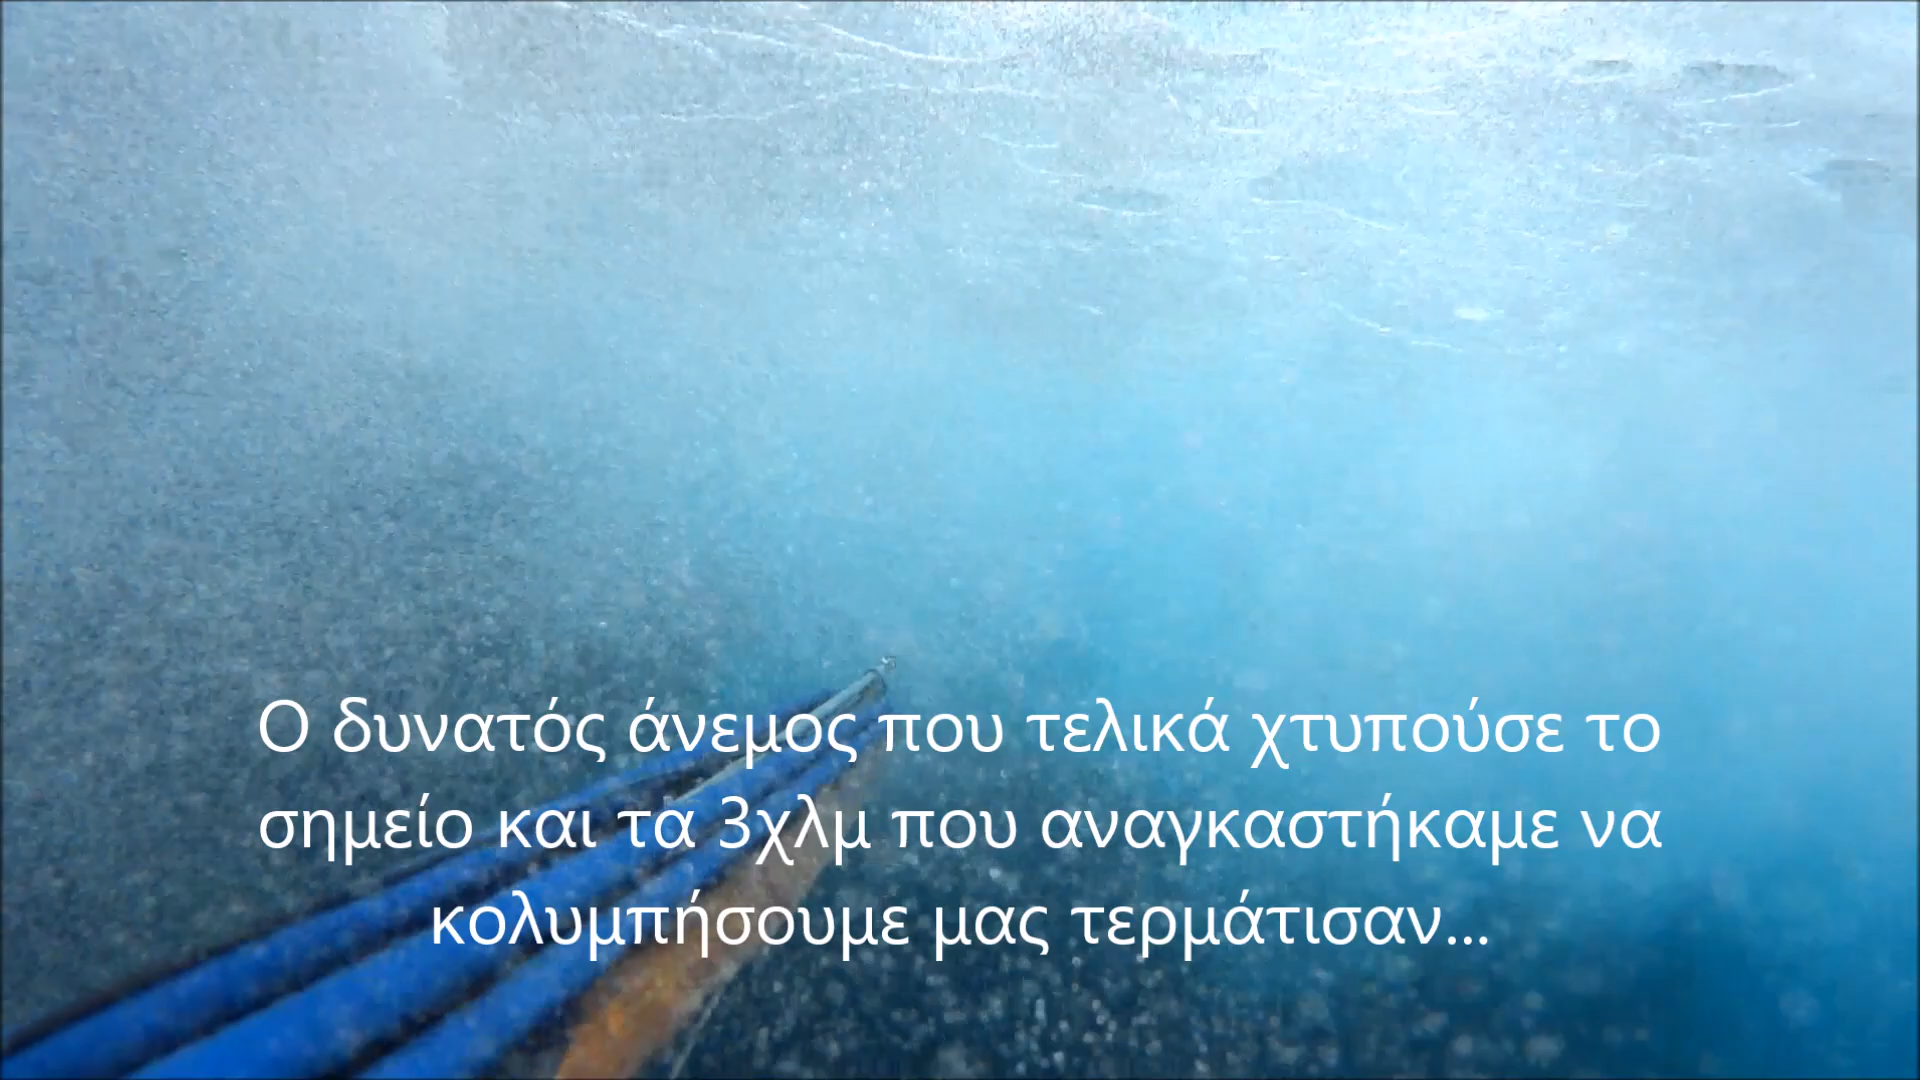 Ο δυνατός άνεμος που τελικά χτυπούσε το
σημείο και τα 3χλμ που αναγκαστήκαμε να
κολυμπήσουμε μας τερμάτισαν...